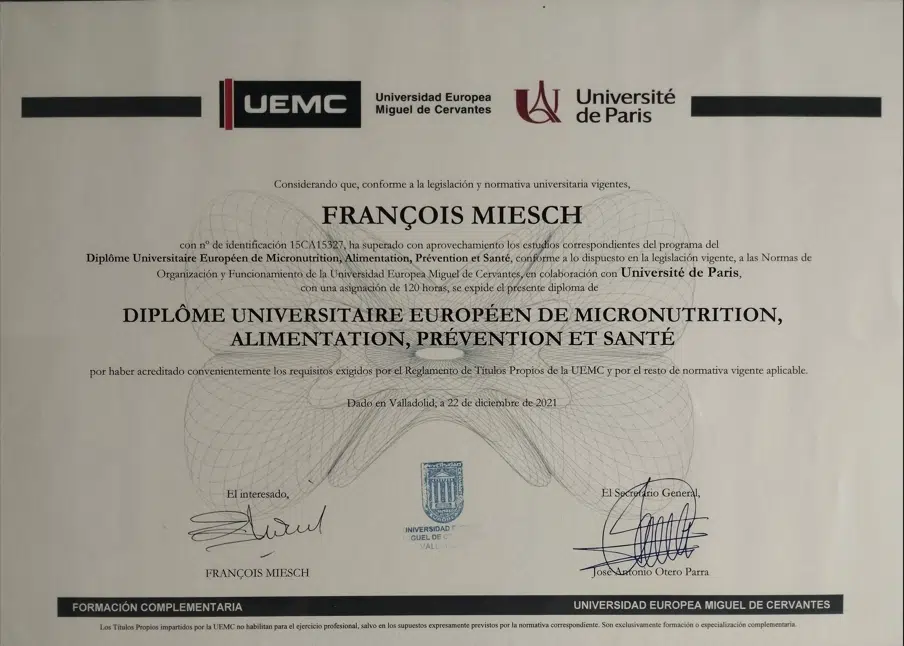 UEMC
Universidad Europea
Miguel de Cervantes
Université
de Paris
Considerando que, conforme a la legislación y normativa universitaria vigentes,
FRANÇOIS MIESCH
con nº de identificación 15CA15327, ha superado con aprovechamiento los estudios correspondientes del programa del
Diplôme Universitaire Européen de Micronutrition, Alimentation, Prévention et Santé, conforme a lo dispuesto en la legislación vigente, a las Normas de
Organización y Funcionamiento de la Universidad Europea Miguel de Cervantes, en colaboración con Université de Paris,
con una asignación de 120 horas, se expide el presente diploma de
DIPLÔME UNIVERSITAIRE EUROPÉEN DE MICRONUTRITION,
ALIMENTATION, PRÉVENTION ET SANTÉ
por haber acreditado convenientemente los requisitos exigidos por el Reglamento de Títulos Propios de la UEMC y por el resto de normativa vigente aplicable.
Dado en Valladolid, a 22 de diciembre de 2021
El interesado,
El Secretario General,
UNIVERSIDAD
FRANÇOIS MIESCH
José Antonio Otero Parra
FORMACIÓN COMPLEMENTARIA
UNIVERSIDAD EUROPEA MIGUEL DE CERVANTES
Los Títulos Propios impartidos por la UEMC no habilitan para el ejercicio profesional, salvo en los supuestos expresamente previstos por la normativa correspondiente. Son exclusivamente formación o especialización complementaria.